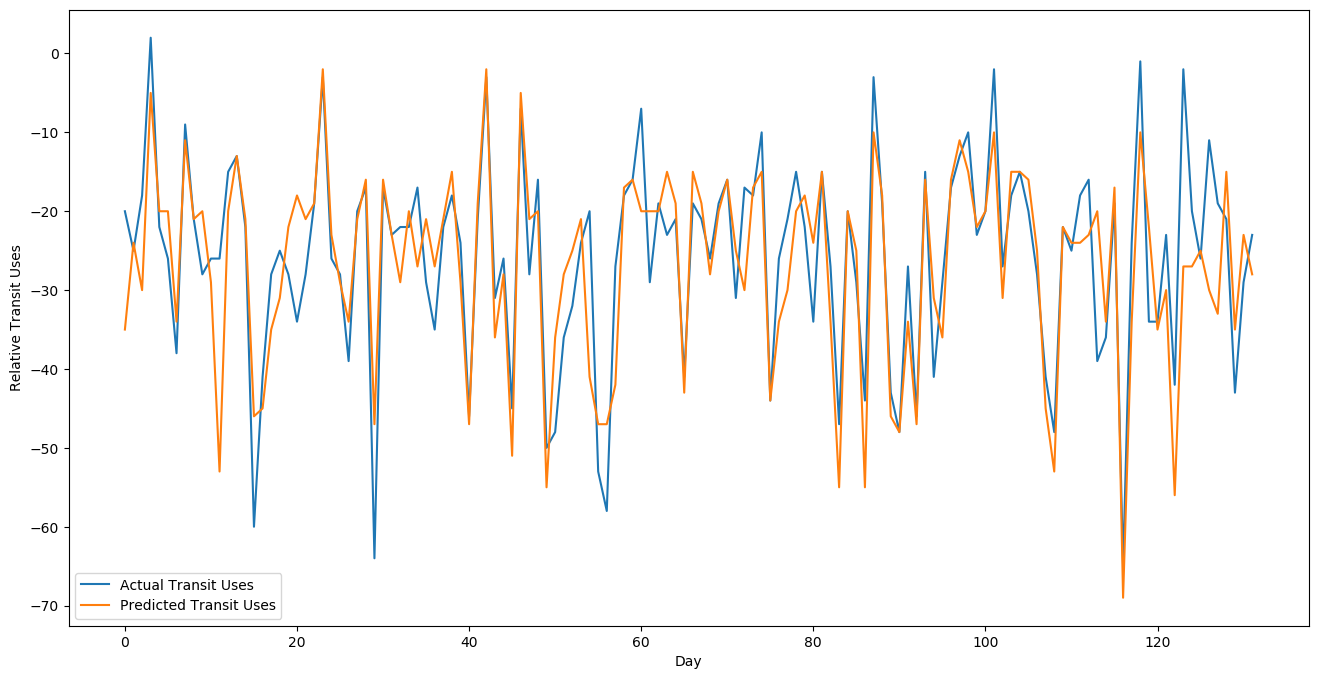 0
−10
−20
−30
−40
−50
−60
−70
Relative Transit Uses
Actual Transit Uses
Predicted Transit Uses
0 20 40 60 80 100 120
Day